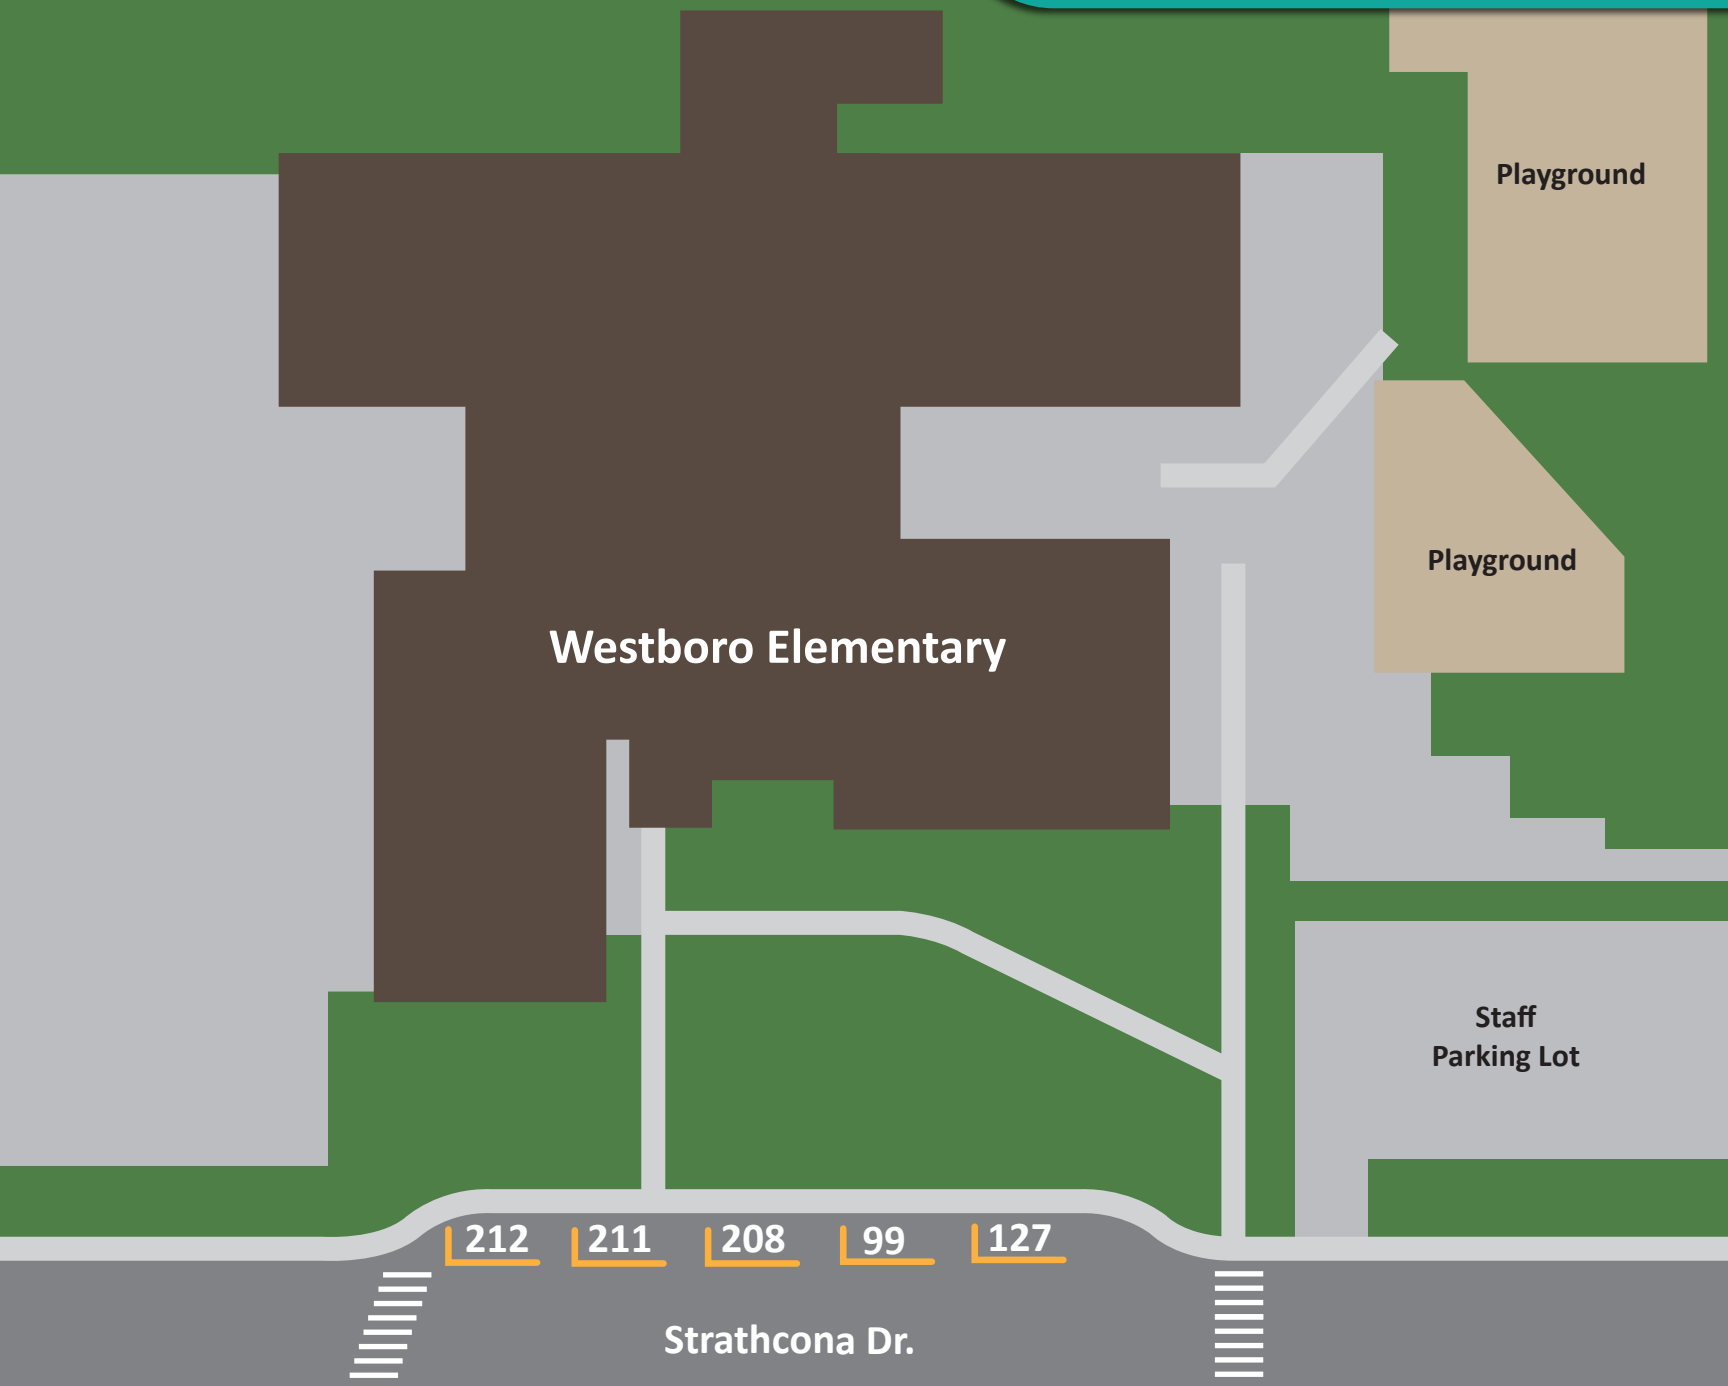 Playground
Playground
Westboro Elementary
Staff
Parking Lot
212 211 208 99 127
Strathcona Dr.